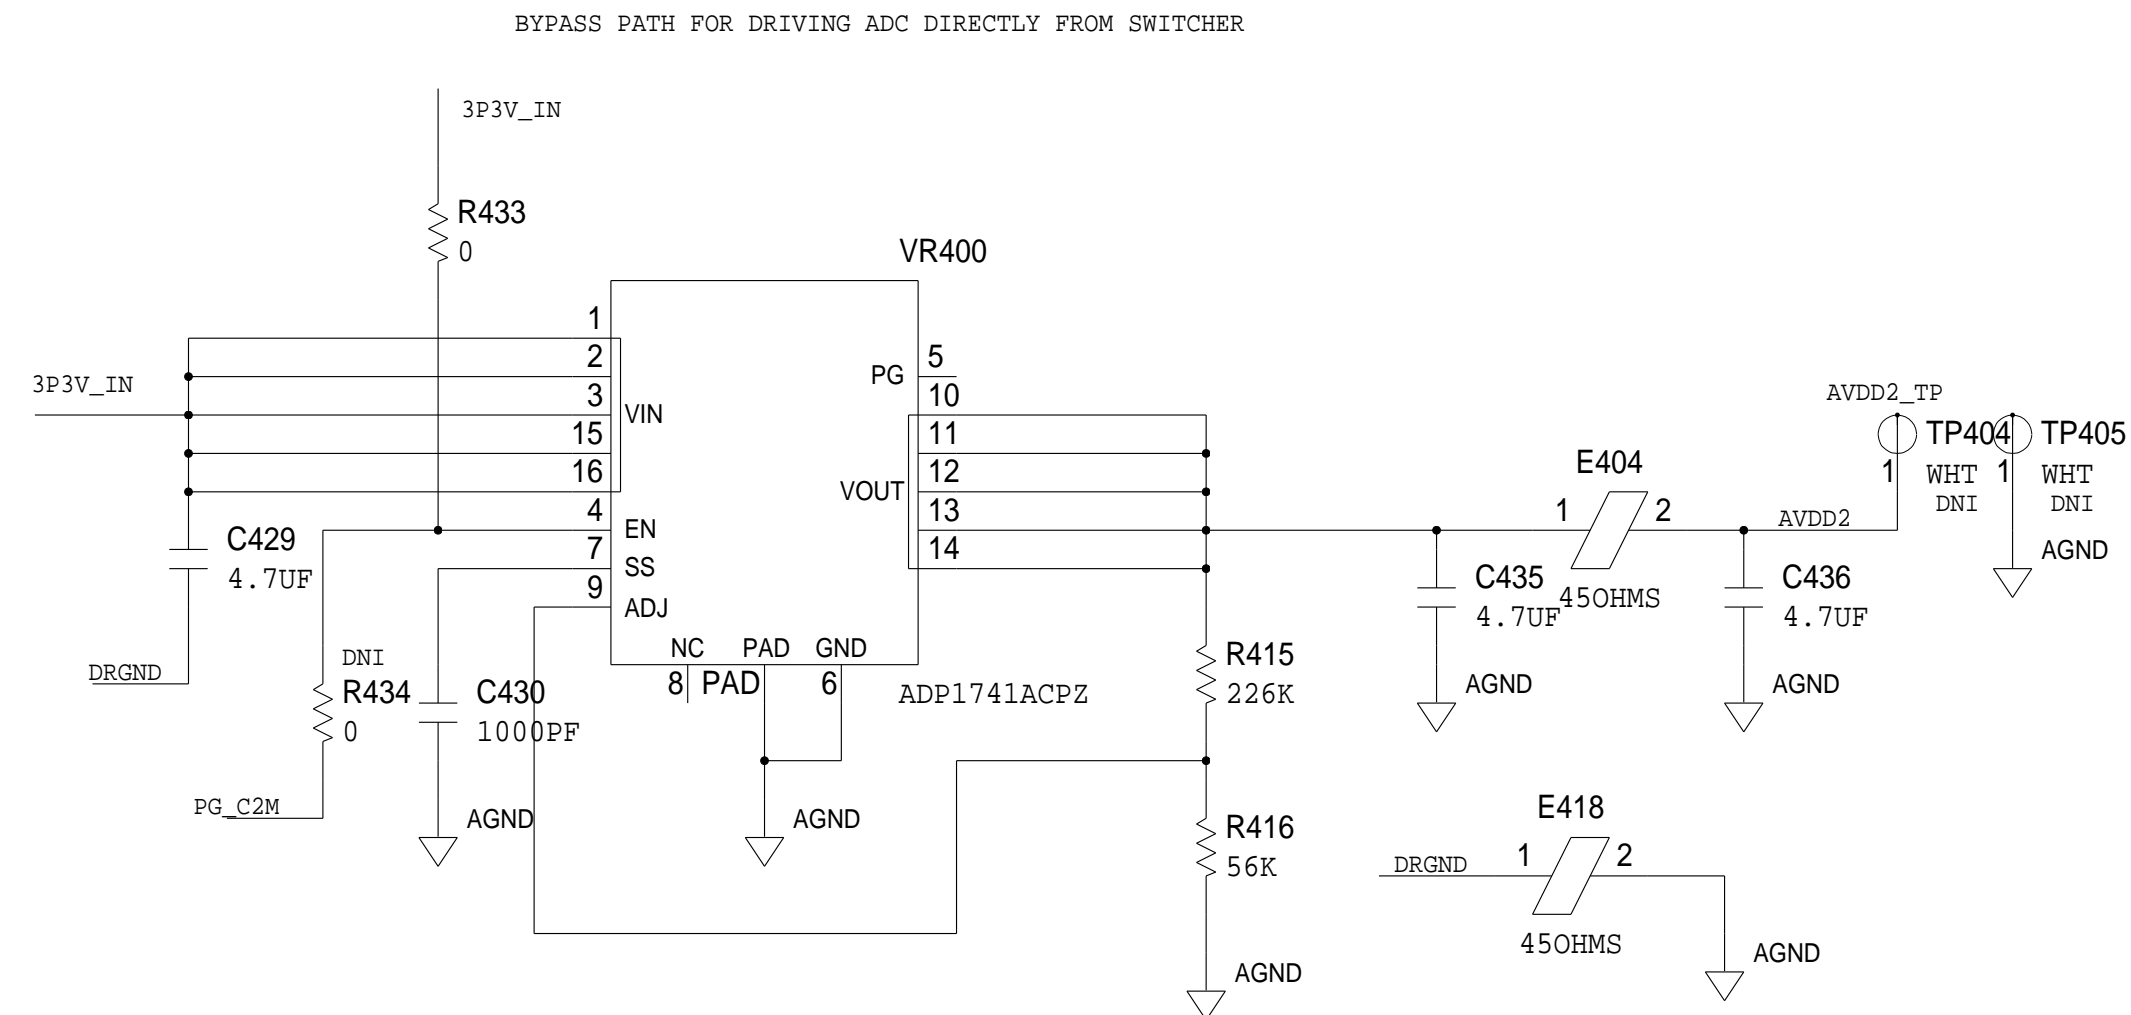 BYPASS PATH FOR DRIVING ADC DIRECTLY FROM SWITCHER
3P3V_IN
R433
0
VR400
1
2
3
15
16
4
7
9
3P3V_IN
VIN
EN
SS
ADJ
PG
VOUT
5
10
11
12
13
14
NC
PAD
GND
8
PAD
6
ADP1741ACPZ
C429
4.7UF
DRGND
DNI
R434
0
PG_C2M
C430
1000PF
AGND
AGND
R415
226K
R416
56K
AGND
C435
4.7UF
AGND
E404
1
2
45OHMS
C436
4.7UF
AGND
AVDD2
AVDD2_TP
TP404
1
WHT
DNI
TP405
1
WHT
DNI
AGND
E418
DRGND
1
2
45OHMS
AGND